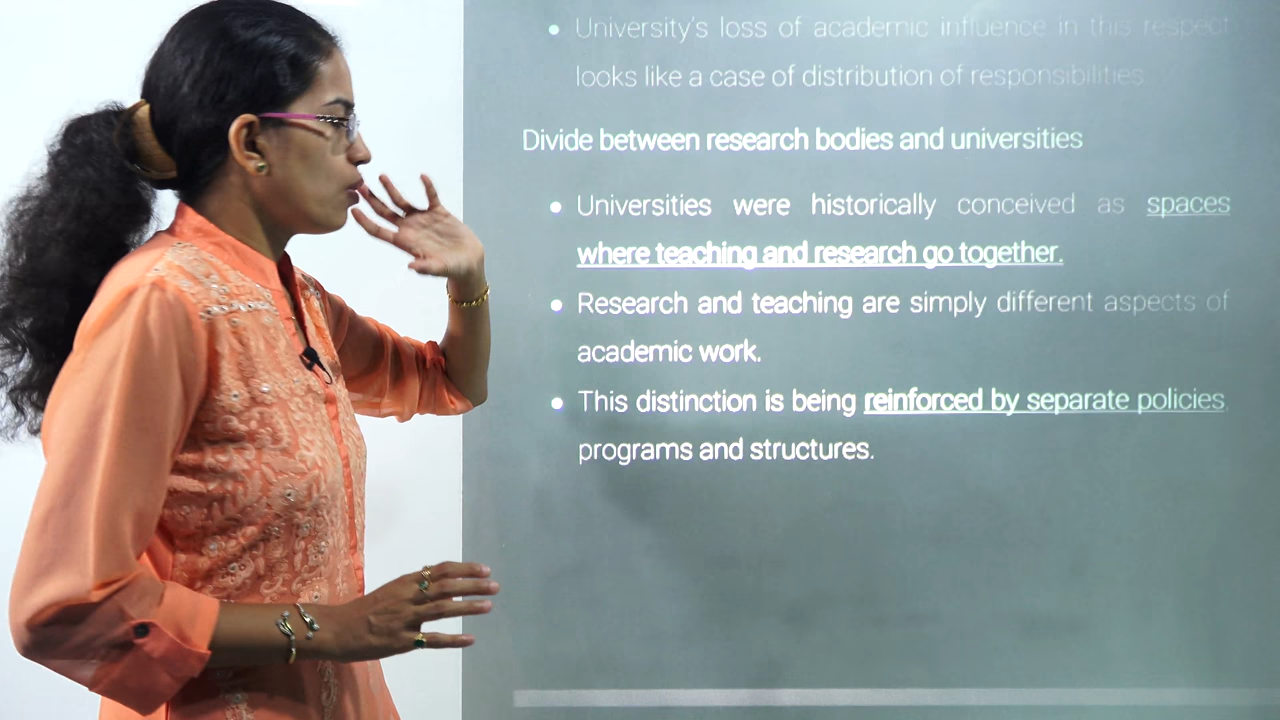 • University's loss of academic influence in this respect
looks like a case of distribution of responsibilities
Divide between research bodies and universities
• Universities were historically conceived as spaces
where teaching and research go together.
• Research and teaching are simply different aspects of
academic work.
• This distinction is being reinforced by separate policies,
programs and structures.